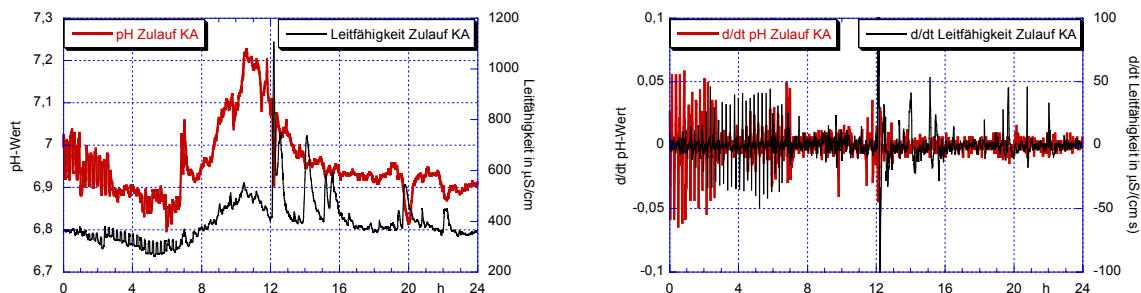 7,3
7,2
7,1
7
6,9
6,8
6,7
pH-Wert
pH Zulauf KA
Leitfähigkeit Zulauf KA
1200
1000
800
600
400
200
Leitfähigkeit in µS/cm
0 4 8 12 16 20 h 24
0,1
0,05
0
-0,05
-0,1
d/dt pH-Wert
d/dt pH Zulauf KA
d/dt Leitfähigkeit Zulauf KA
100
50
0
-50
-100
d/dt Leitfähigkeit in µS/(cm s)
0 4 8 12 16 20 h 24